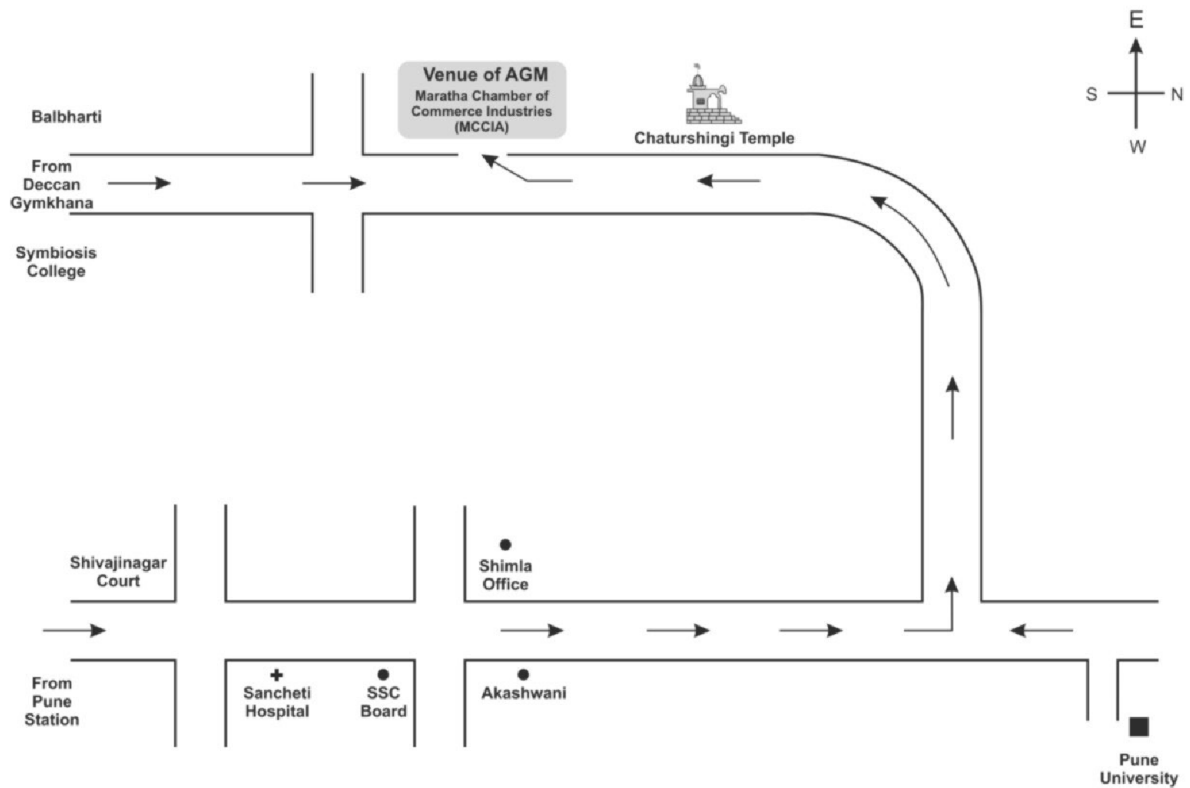 E
S
N
W
Venue of AGM
Maratha Chamber of
Commerce Industries
(MCCIA)
Chaturshingi Temple
Balbharti
From
Deccan
Gymkhana
Symbiosis
College
Shivajinagar
Court
Shimla
Office
From
Pune
Station
Sancheti
Hospital
SSC
Board
Akashwani
Pune
University